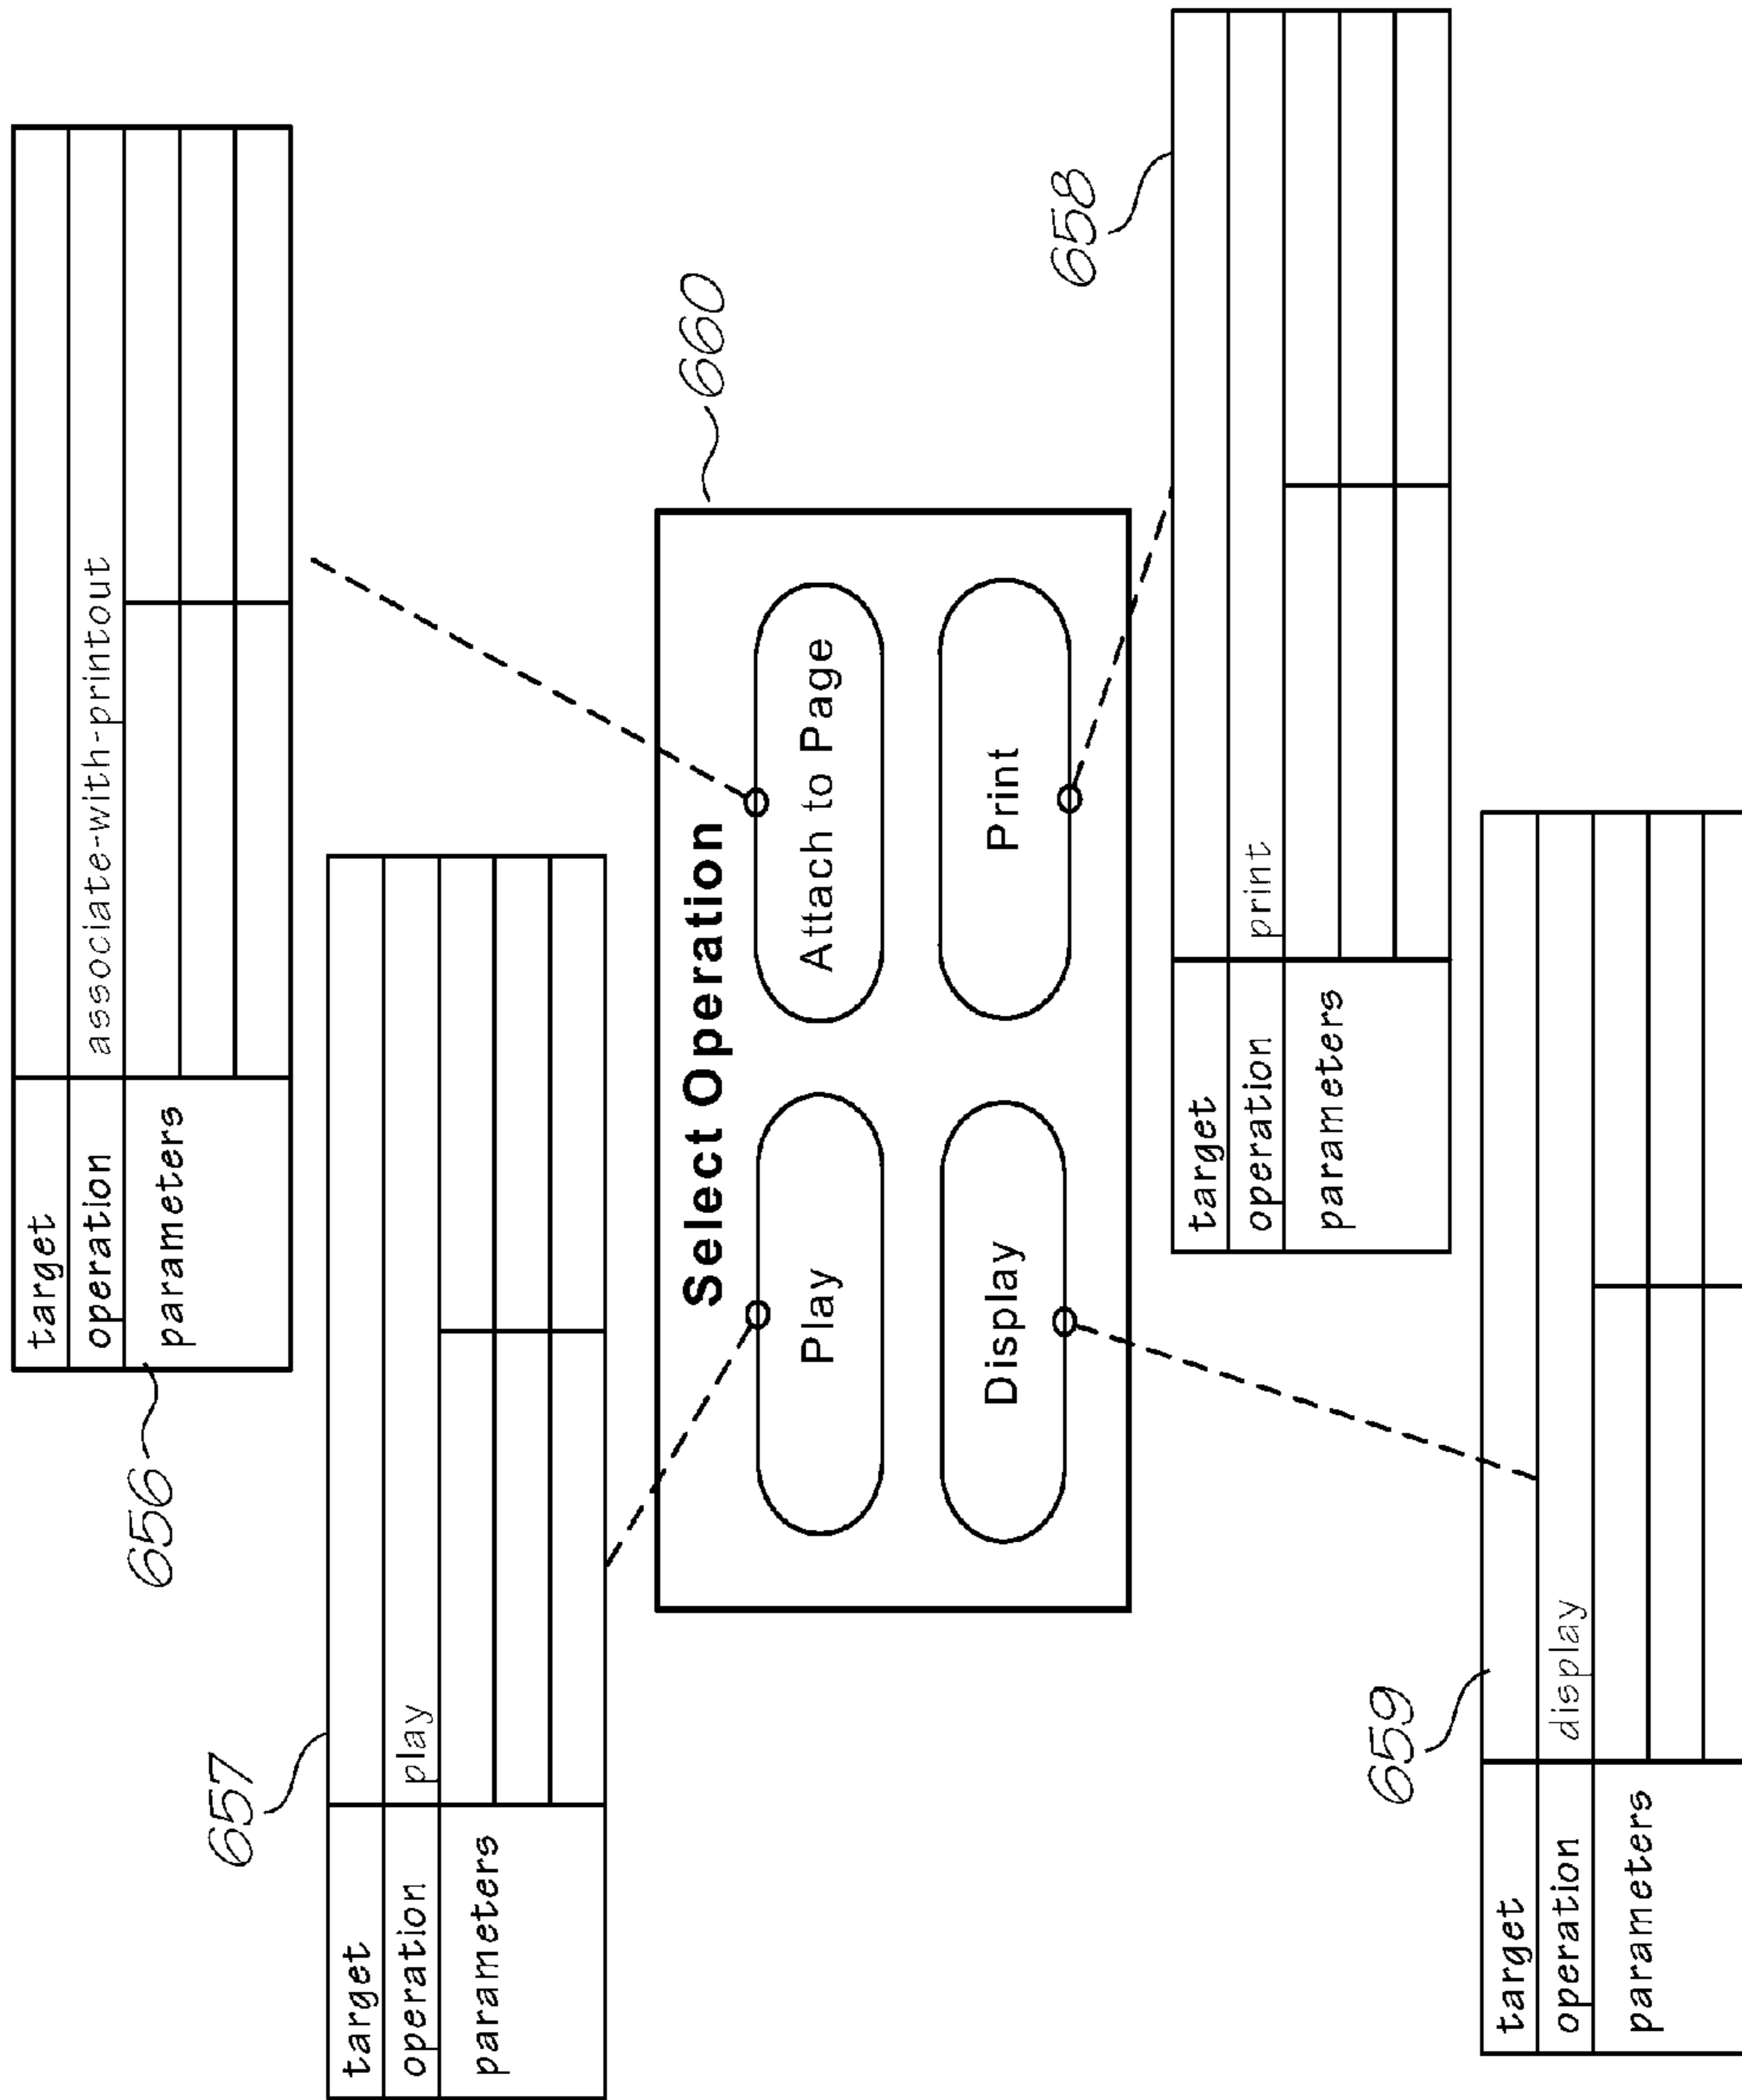 target
operation associate-with-printout
parameters
656
657
target
operation play
parameters
660
Select Operation
Play Attach to Page
Display Print
658
target
operation print
parameters
659
target
operation display
parameters